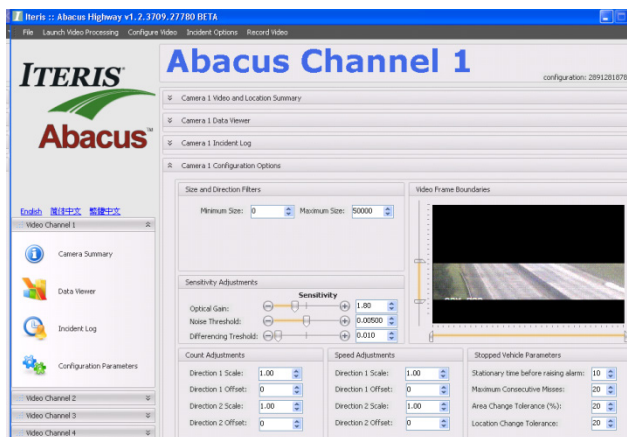 Iteris :: Abacus Highway v1.2.3709.27780 BETA
File Launch Video Processing Configure Video Incident Options Record Video
ITERIS
Abacus™
English 简体中文 繁體中文
Video Channel 1
Camera Summary
Data Viewer
Incident Log
Configuration Parameters
Video Channel 2
Video Channel 3
Video Channel 4
Abacus Channel 1
configuration: 2891281878
Camera 1 Video and Location Summary
Camera 1 Data Viewer
Camera 1 Incident Log
Camera 1 Configuration Options
Size and Direction Filters
Minimum Size: 0 Maximum Size: 50000
Video Frame Boundaries
Sensitivity Adjustments
Sensitivity
Optical Gain: 1.80
Noise Threshold: 0.00500
Differencing Treshold: 0.010
Count Adjustments
Direction 1 Scale: 1.00
Direction 1 Offset: 0
Direction 2 Scale: 1.00
Direction 2 Offset: 0
Speed Adjustments
Direction 1 Scale: 1.00
Direction 1 Offset: 0
Direction 2 Scale: 1.00
Direction 2 Offset: 0
Stopped Vehicle Parameters
Stationary time before raising alarm: 10
Maximum Consecutive Misses: 20
Area Change Tolerance (%): 20
Location Change Tolerance: 20